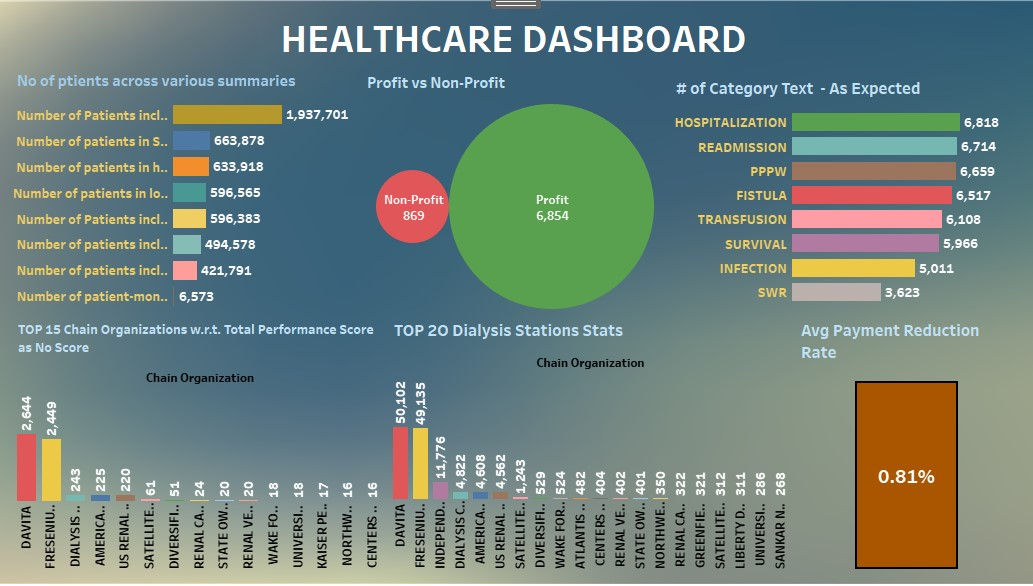 HEALTHCARE DASHBOARD
No of ptients across various summaries
Number of Patients incl.. 1,937,701
Number of patients in S.. 663,878
Number of patients in h.. 633,918
Number of patients in lo.. 596,565
Number of Patients incl.. 596,383
Number of patients incl.. 494,578
Number of patients incl.. 421,791
Number of patient-mon.. 6,573
Profit vs Non-Profit
Non-Profit
869
Profit
6,854
# of Category Text - As Expected
HOSPITALIZATION 6,818
READMISSION 6,714
PPPW 6,659
FISTULA 6,517
TRANSFUSION 6,108
SURVIVAL 5,966
INFECTION 5,011
SWR 3,623
TOP 15 Chain Organizations w.r.t. Total Performance Score
as No Score
Chain Organization
2,644
2,449
243
225
220
61
51
24
20
20
18
18
17
16
16
DAVITA
FRESENIU..
DIALYSIS ..
AMERICA..
US RENAL ..
SATELLITE..
DIVERSIFI..
RENAL CA..
STATE OW..
RENAL VE..
WAKE FO..
UNIVERSI..
KAISER PE..
NORTHW..
CENTERS ..
TOP 20 Dialysis Stations Stats
Chain Organization
50,102
49,135
11,776
4,822
4,608
4,562
1,243
529
524
482
404
402
401
350
322
321
312
311
286
268
DAVITA
FRESENIU..
INDEPEND..
DIALYSIS C..
AMERICA..
US RENAL ..
SATELLITE..
DIVERSIFI..
WAKE FOR..
ATLANTIS ..
CENTERS ..
RENAL VE..
STATE OW..
NORTHWE..
RENAL CA..
GREENFIE..
SATELLITE..
LIBERTY D..
UNIVERSI..
SANKAR N..
Avg Payment Reduction
Rate
0.81%